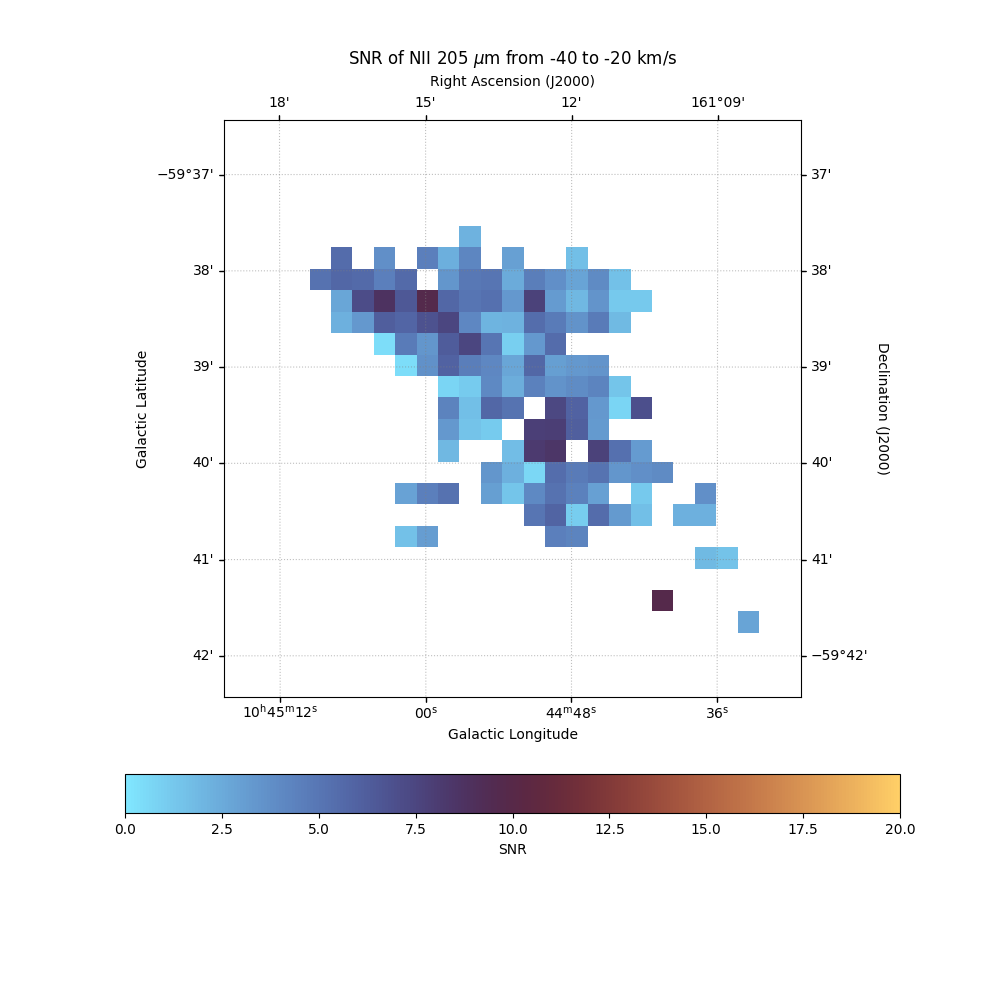 SNR of NII 205 μm from -40 to -20 km/s
Right Ascension (J2000)
18' 15' 12' 161°09'
−59°37' 37'
38' 38'
39' 39'
Galactic Latitude
Declination (J2000)
40' 40'
41' 41'
42' −59°42'
10ʰ45ᵐ12ˢ 00ˢ 44ᵐ48ˢ 36ˢ
Galactic Longitude
0.0 2.5 5.0 7.5 10.0 12.5 15.0 17.5 20.0
SNR